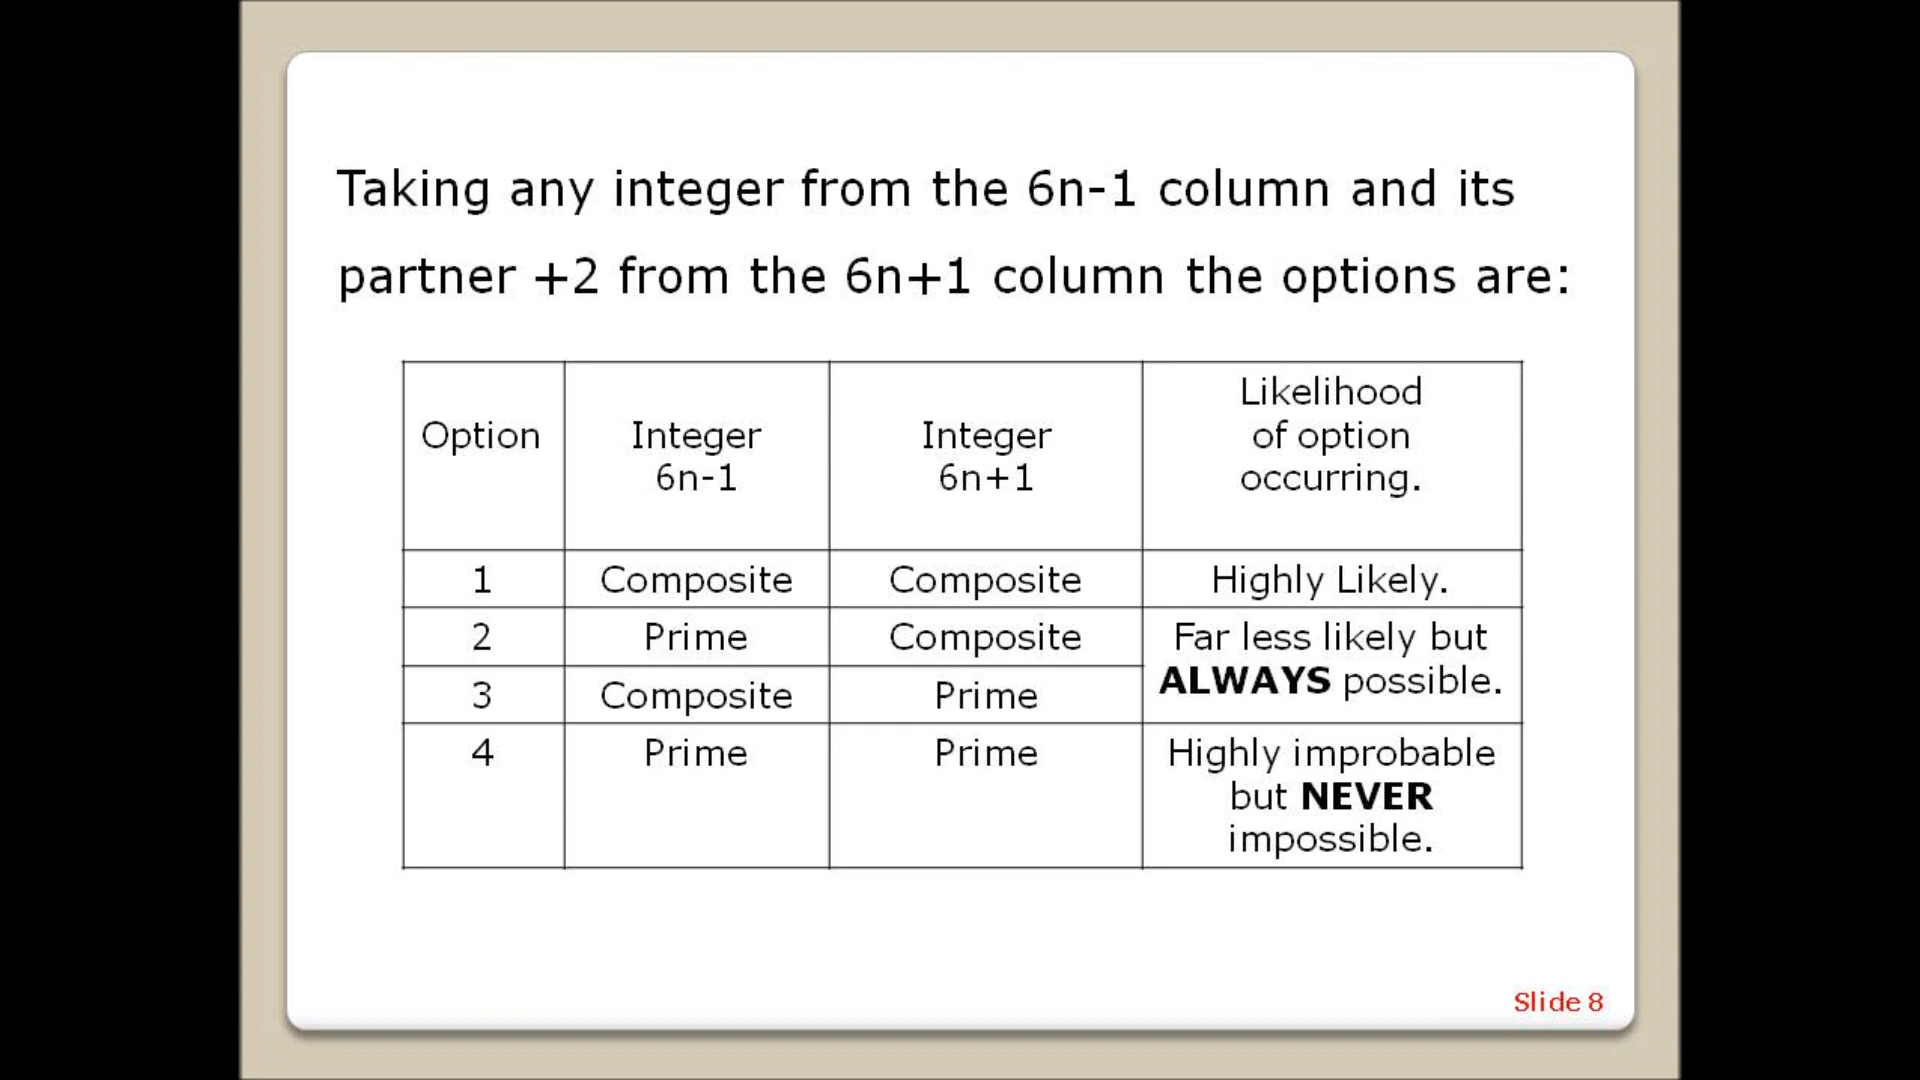 Taking any integer from the 6n-1 column and its
partner +2 from the 6n+1 column the options are:
Option
Integer
6n-1
Integer
6n+1
Likelihood
of option
occurring.
1
Composite
Composite
Highly Likely.
2
Prime
Composite
Far less likely but
ALWAYS possible.
3
Composite
Prime
4
Prime
Prime
Highly improbable
but NEVER
impossible.
Slide 8